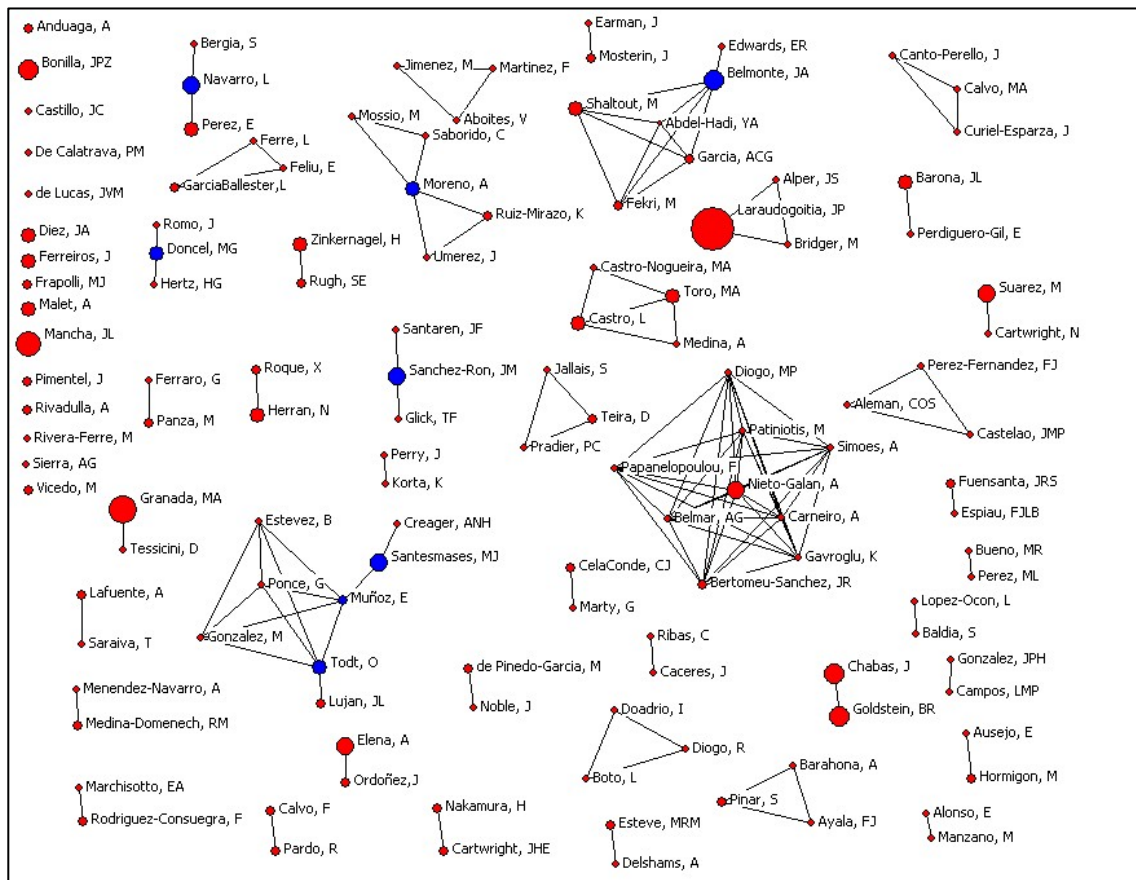 Anduaga, A
Bonilla, JPZ
Castillo, JC
De Calatrava, PM
de Lucas, JVM
Diez, JA
Ferreiros, J
Frapolli, MJ
Malet, A
Mancha, JL
Pimentel, J
Rivadulla, A
Rivera-Ferre, M
Sierra, AG
Vicedo, M
Bergia, S
Navarro, L
Perez, E
Ferre, L
Feliu, E
GarciaBallester,L
Romo, J
Doncel, MG
Hertz, HG
Zinkernagel, H
Rugh, SE
Jimenez, M
Martinez, F
Aboites, V
Mossio, M
Saborido, C
Moreno, A
Ruiz-Mirazo, K
Umerez, J
Earman, J
Mosterin, J
Edwards, ER
Belmonte, JA
Shaltout, M
Abdel-Hadi, YA
Garcia, ACG
Fekri, M
Canto-Perello, J
Calvo, MA
Curiel-Esparza, J
Alper, JS
Laraudogoitia, JP
Bridger, M
Barona, JL
Perdiguero-Gil, E
Castro-Nogueira, MA
Toro, MA
Castro, L
Medina, A
Suarez, M
Cartwright, N
Ferraro, G
Panza, M
Roque, X
Herran, N
Santaren, JF
Sanchez-Ron, JM
Glick, TF
Perry, J
Korta, K
Jallais, S
Teira, D
Pradier, PC
Diogo, MP
Patiniotis, M
Simoes, A
Papanelopoulou, F
Nieto-Galan, A
Belmar, AG
Carneiro, A
Gavroglu, K
Bertomeu-Sanchez, JR
Perez-Fernandez, FJ
Aleman, COS
Castelao, JMP
Fuensanta, JRS
Espiau, FJLB
Bueno, MR
Perez, ML
Granada, MA
Tessicini, D
Estevez, B
Creager, ANH
Santesmases, MJ
Ponce, G
Muñoz, E
Gonzalez, M
Todt, O
Lujan, JL
Lafuente, A
Saraiva, T
CelaConde, CJ
Marty, G
Lopez-Ocon, L
Baldia, S
Ribas, C
Caceres, J
Gonzalez, JPH
Campos, LMP
Menendez-Navarro, A
Medina-Domenech, RM
de Pinedo-Garcia, M
Noble, J
Chabas, J
Goldstein, BR
Elena, A
Ordoñez,J
Doadrio, I
Diogo, R
Boto, L
Ausejo, E
Hormigon, M
Barahona, A
Pinar, S
Ayala, FJ
Marchisotto, EA
Rodriguez-Consuegra, F
Calvo, F
Pardo, R
Nakamura, H
Cartwright, JHE
Esteve, MRM
Delshams, A
Alonso, E
Manzano, M